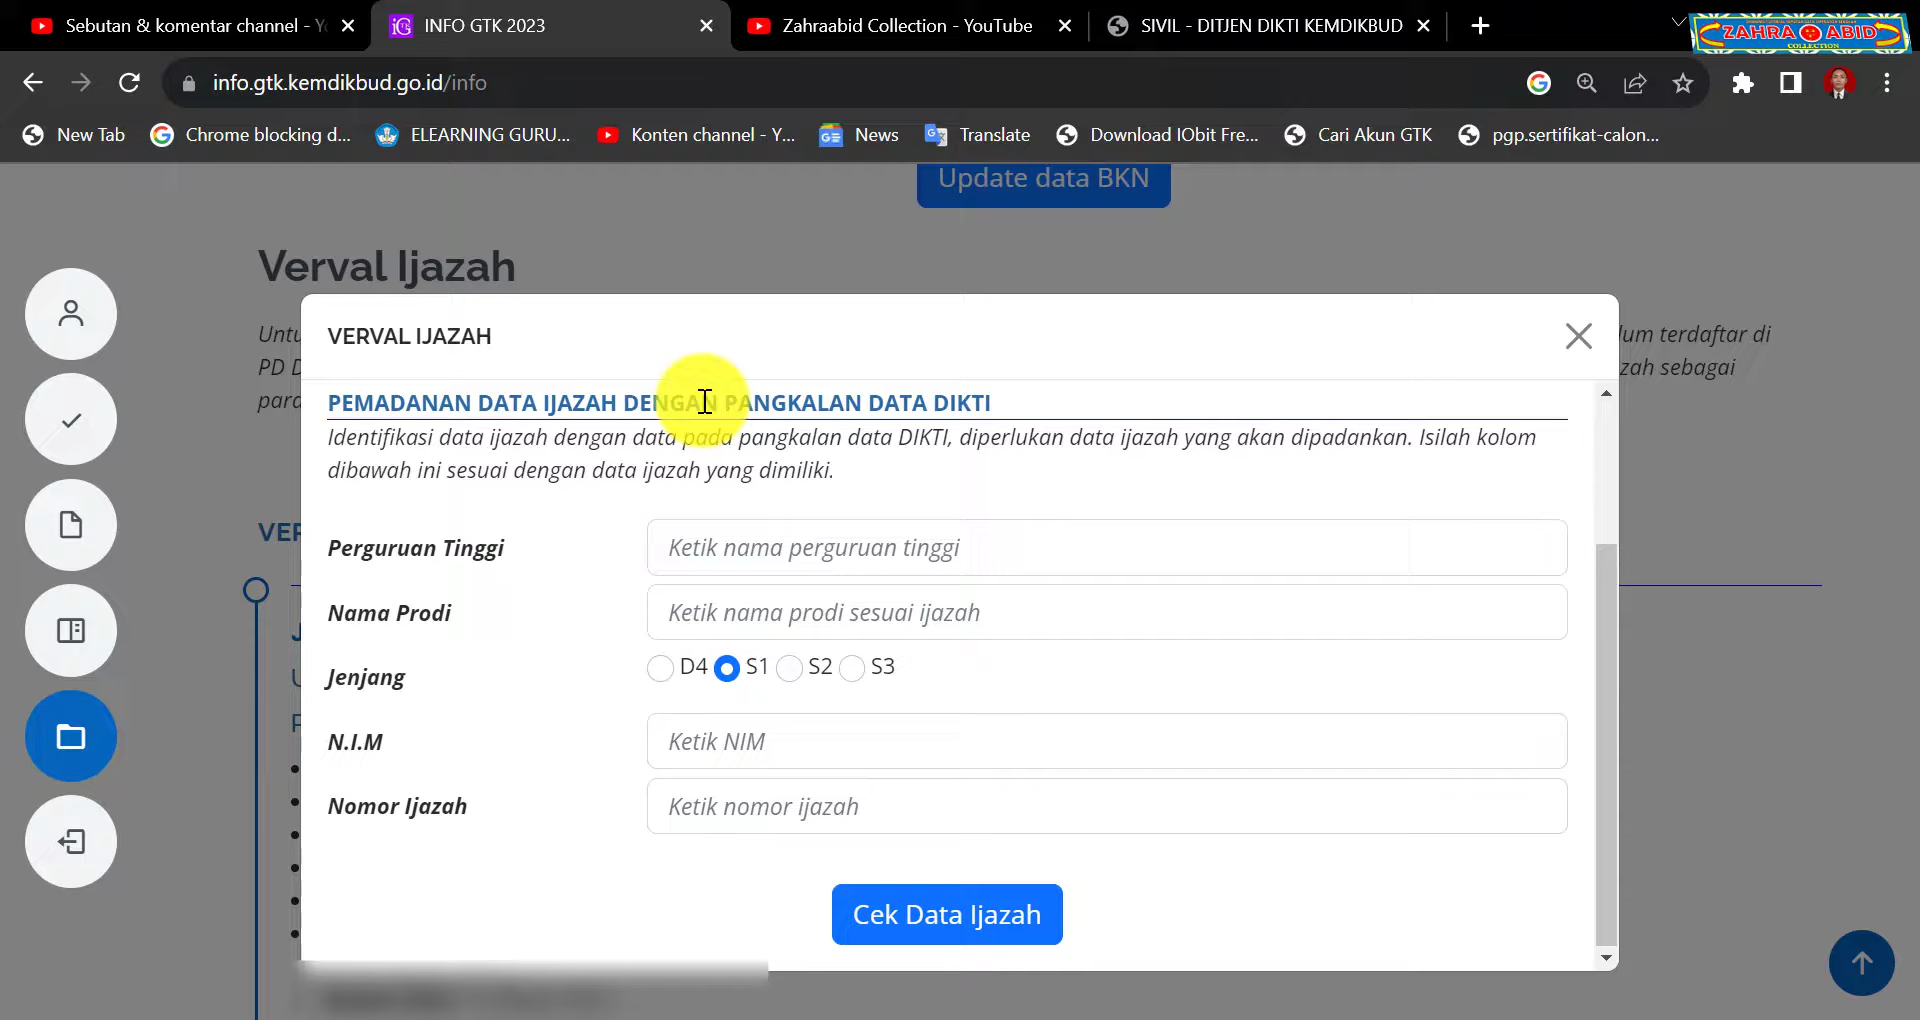 Sebutan & komentar channel - Y
INFO GTK 2023
Zahraabid Collection - YouTube
SIVIL - DITJEN DIKTI KEMDIKBUD
ZAHRA ABID
COLLECTION
info.gtk.kemdikbud.go.id/info
New Tab
Chrome blocking d...
ELEARNING GURU...
Konten channel - Y...
News
Translate
Download IObit Fre...
Cari Akun GTK
pgp.sertifikat-calon...
Update data BKN
Verval Ijazah
Untu
lum terdaftar di
PD D
zah sebagai
para
VERVAL IJAZAH
PEMADANAN DATA IJAZAH DENGAN PANGKALAN DATA DIKTI
Identifikasi data ijazah dengan data pada pangkalan data DIKTI, diperlukan data ijazah yang akan dipadankan. Isilah kolom
dibawah ini sesuai dengan data ijazah yang dimiliki.
VER
Perguruan Tinggi
Ketik nama perguruan tinggi
Nama Prodi
Ketik nama prodi sesuai ijazah
Jenjang
D4 S1 S2 S3
N.I.M
Ketik NIM
Nomor Ijazah
Ketik nomor ijazah
Cek Data Ijazah